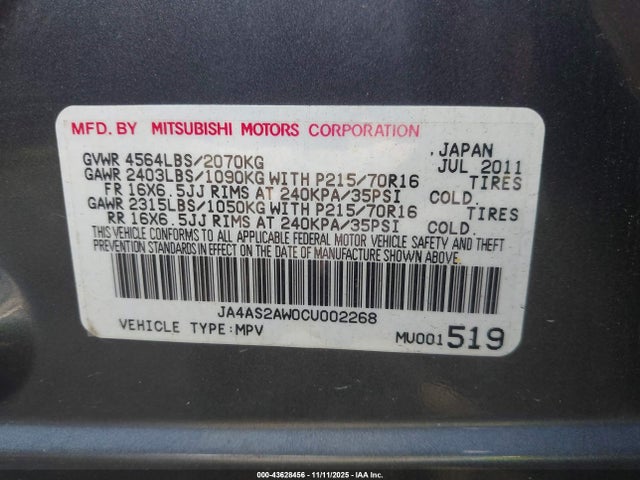 MFD. BY MITSUBISHI MOTORS CORPORATION
, JAPAN
GVWR 4564LBS/2070KG JUL 2011
GAWR 2403LBS/1090KG WITH P215/70R16 TIRES
FR 16X6.5JJ RIMS AT 240KPA/35PSI COLD.
GAWR 2315LBS/1050KG WITH P215/70R16 TIRES
RR 16X6.5JJ RIMS AT 240KPA/35PSI COLD.
THIS VEHICLE CONFORMS TO ALL APPLICABLE FEDERAL MOTOR VEHICLE SAFETY AND THEFT
PREVENTION STANDARDS IN EFFECT ON THE DATE OF MANUFACTURE SHOWN ABOVE.
JA4AS2AW0CU002268
VEHICLE TYPE:MPV MU001519
000-43628456 - 11/11/2025 - IAA Inc.